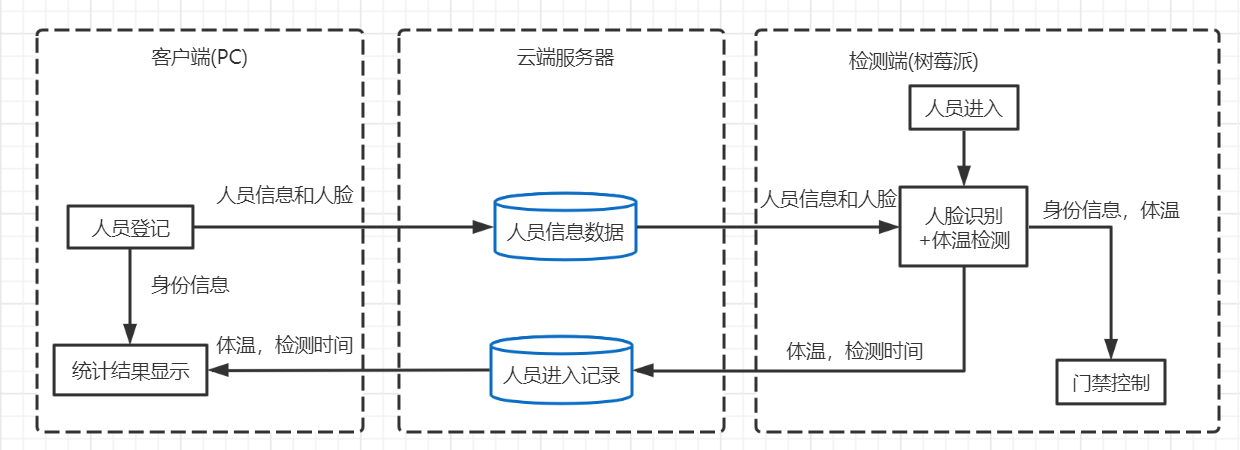 客户端(PC)
云端服务器
检测端(树莓派)
人员进入
人员信息和人脸
人员信息和人脸
人员登记
人员信息数据
人脸识别
+体温检测
身份信息，体温
身份信息
体温，检测时间
体温，检测时间
统计结果显示
人员进入记录
门禁控制